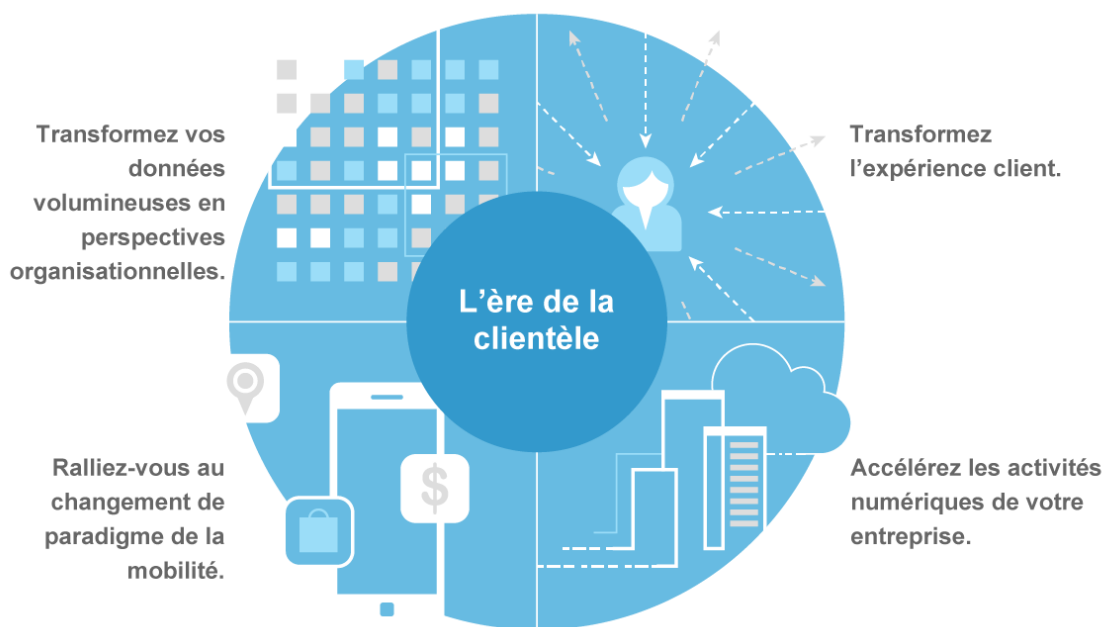 Transformez vos
données
volumineuses en
perspectives
organisationnelles.
Transformez
l’expérience client.
L’ère de la
clientèle
Ralliez-vous au
changement de
paradigme de la
mobilité.
$
Accélérez les activités
numériques de votre
entreprise.